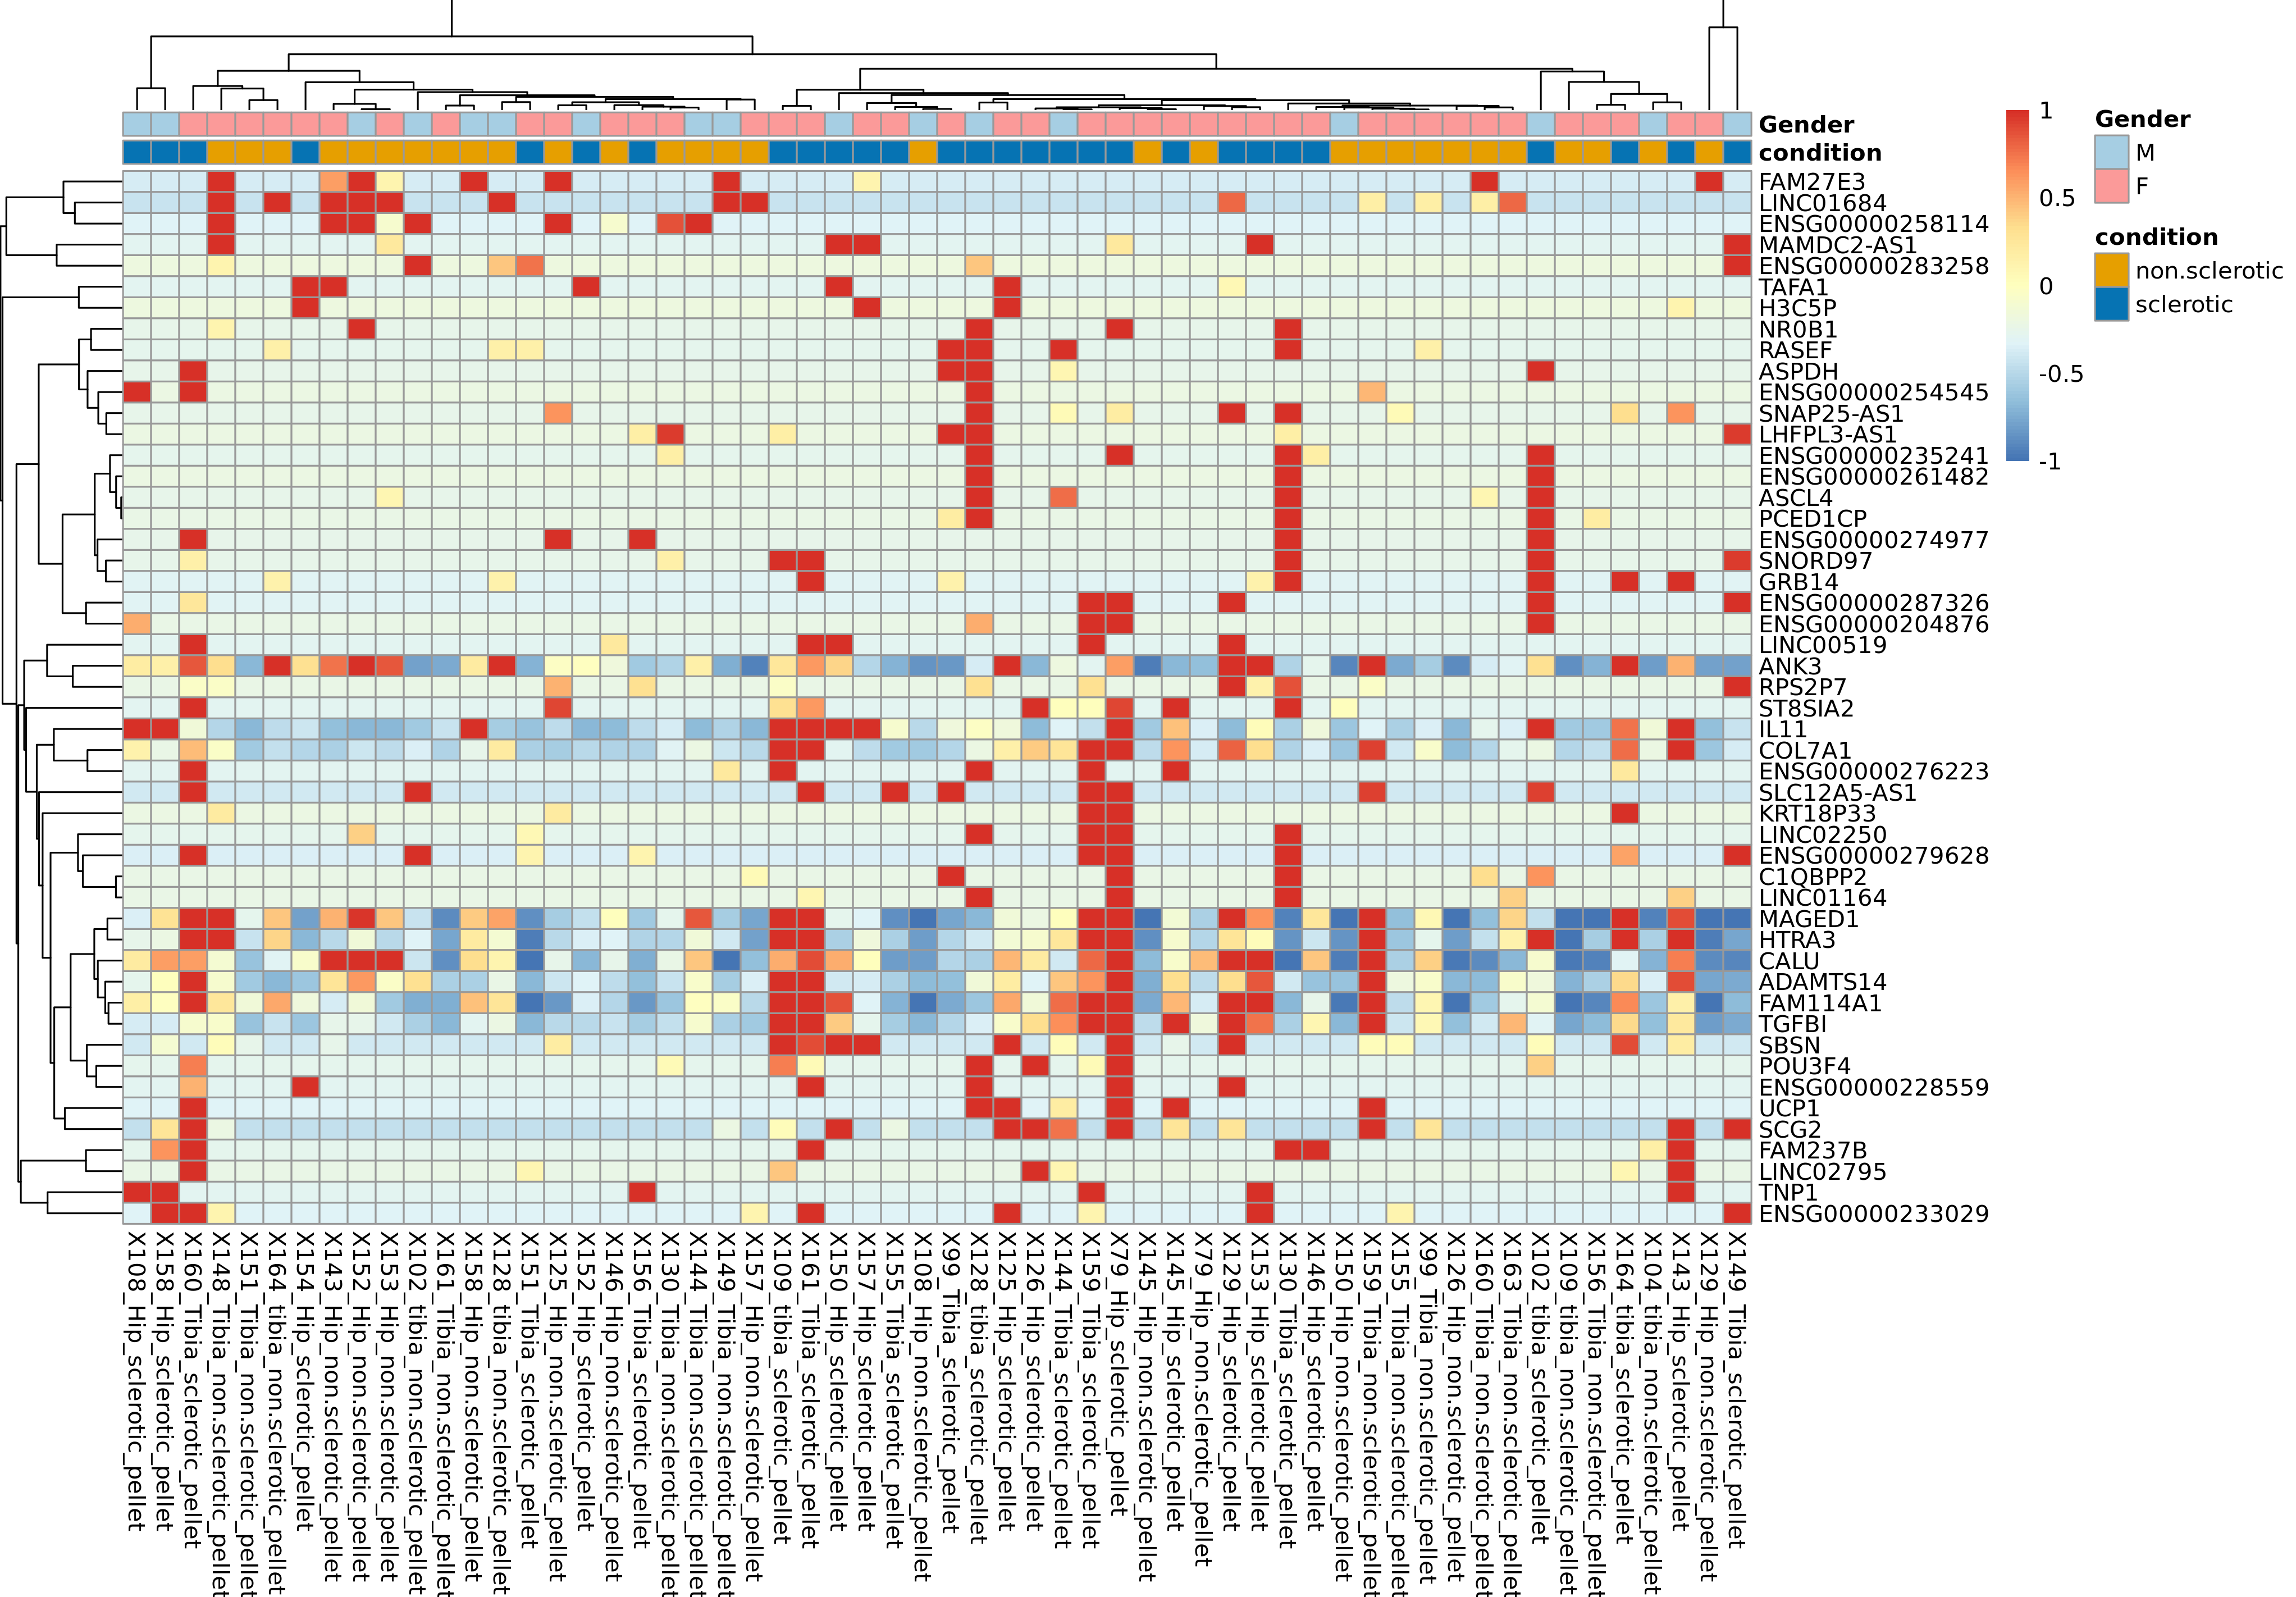 Gender
condition
FAM27E3
LINC01684
ENSG00000258114
MAMDC2-AS1
ENSG00000283258
TAFA1
H3C5P
NR0B1
RASEF
ASPDH
ENSG00000254545
SNAP25-AS1
LHFPL3-AS1
ENSG00000235241
ENSG00000261482
ASCL4
PCED1CP
ENSG00000274977
SNORD97
GRB14
ENSG00000287326
ENSG00000204876
LINC00519
ANK3
RPS2P7
ST8SIA2
IL11
COL7A1
ENSG00000276223
SLC12A5-AS1
KRT18P33
LINC02250
ENSG00000279628
C1QBPP2
LINC01164
MAGED1
HTRA3
CALU
ADAMTS14
FAM114A1
TGFBI
SBSN
POU3F4
ENSG00000228559
UCP1
SCG2
FAM237B
LINC02795
TNP1
ENSG00000233029
X108_Hip_sclerotic_pellet
X158_Hip_sclerotic_pellet
X160_Tibia_sclerotic_pellet
X148_Tibia_non.sclerotic_pellet
X151_Tibia_non.sclerotic_pellet
X164_tibia_non.sclerotic_pellet
X154_Hip_sclerotic_pellet
X143_Hip_non.sclerotic_pellet
X152_Hip_non.sclerotic_pellet
X153_Hip_non.sclerotic_pellet
X102_tibia_non.sclerotic_pellet
X161_Tibia_non.sclerotic_pellet
X158_Hip_non.sclerotic_pellet
X128_tibia_non.sclerotic_pellet
X151_Tibia_sclerotic_pellet
X125_Hip_non.sclerotic_pellet
X152_Hip_sclerotic_pellet
X146_Hip_non.sclerotic_pellet
X156_Tibia_sclerotic_pellet
X130_Tibia_non.sclerotic_pellet
X144_Tibia_non.sclerotic_pellet
X149_Tibia_non.sclerotic_pellet
X157_Hip_non.sclerotic_pellet
X109_tibia_sclerotic_pellet
X161_Tibia_sclerotic_pellet
X150_Hip_sclerotic_pellet
X157_Hip_sclerotic_pellet
X155_Tibia_sclerotic_pellet
X108_Hip_non.sclerotic_pellet
X99_Tibia_sclerotic_pellet
X128_tibia_sclerotic_pellet
X125_Hip_sclerotic_pellet
X126_Hip_sclerotic_pellet
X144_Tibia_sclerotic_pellet
X159_Tibia_sclerotic_pellet
X79_Hip_sclerotic_pellet
X145_Hip_non.sclerotic_pellet
X145_Hip_sclerotic_pellet
X79_Hip_non.sclerotic_pellet
X129_Hip_sclerotic_pellet
X153_Hip_sclerotic_pellet
X130_Tibia_sclerotic_pellet
X146_Hip_sclerotic_pellet
X150_Hip_non.sclerotic_pellet
X159_Tibia_non.sclerotic_pellet
X155_Tibia_non.sclerotic_pellet
X99_Tibia_non.sclerotic_pellet
X126_Hip_non.sclerotic_pellet
X160_Tibia_non.sclerotic_pellet
X163_Tibia_non.sclerotic_pellet
X102_tibia_sclerotic_pellet
X109_tibia_non.sclerotic_pellet
X156_Tibia_non.sclerotic_pellet
X164_tibia_sclerotic_pellet
X104_tibia_non.sclerotic_pellet
X143_Hip_sclerotic_pellet
X129_Hip_non.sclerotic_pellet
X149_Tibia_sclerotic_pellet
1
0.5
0
-0.5
-1
Gender
M
F
condition
non.sclerotic
sclerotic